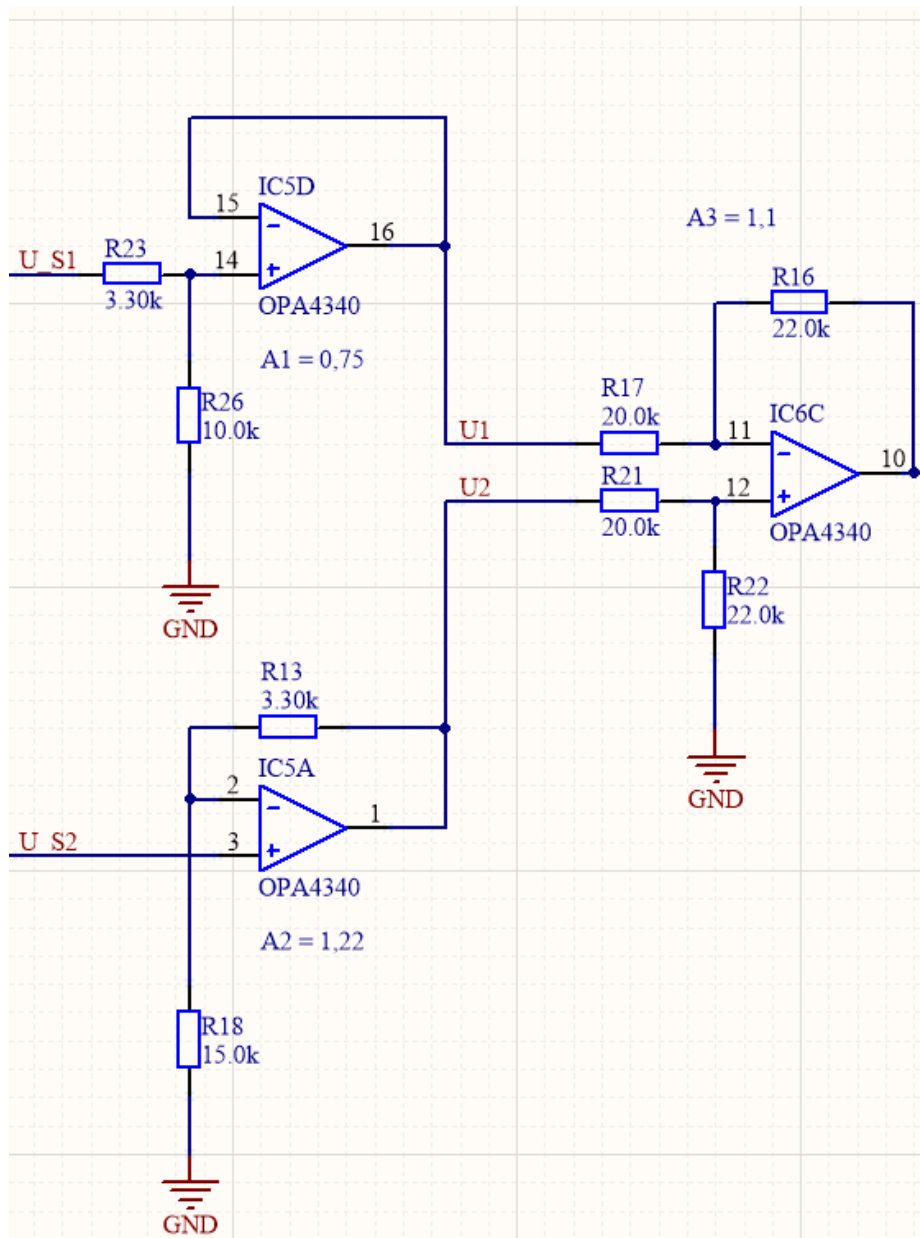 IC5D
15
16
A3 = 1,1
U_S1
R23
14
3.30k
OPA4340
R16
22.0k
A1 = 0,75
R26
10.0k
R17
20.0k
IC6C
U1
11
10
U2
R21
12
20.0k
OPA4340
R22
22.0k
GND
R13
3.30k
IC5A
2
1
GND
U_S2
3
OPA4340
A2 = 1,22
R18
15.0k
GND